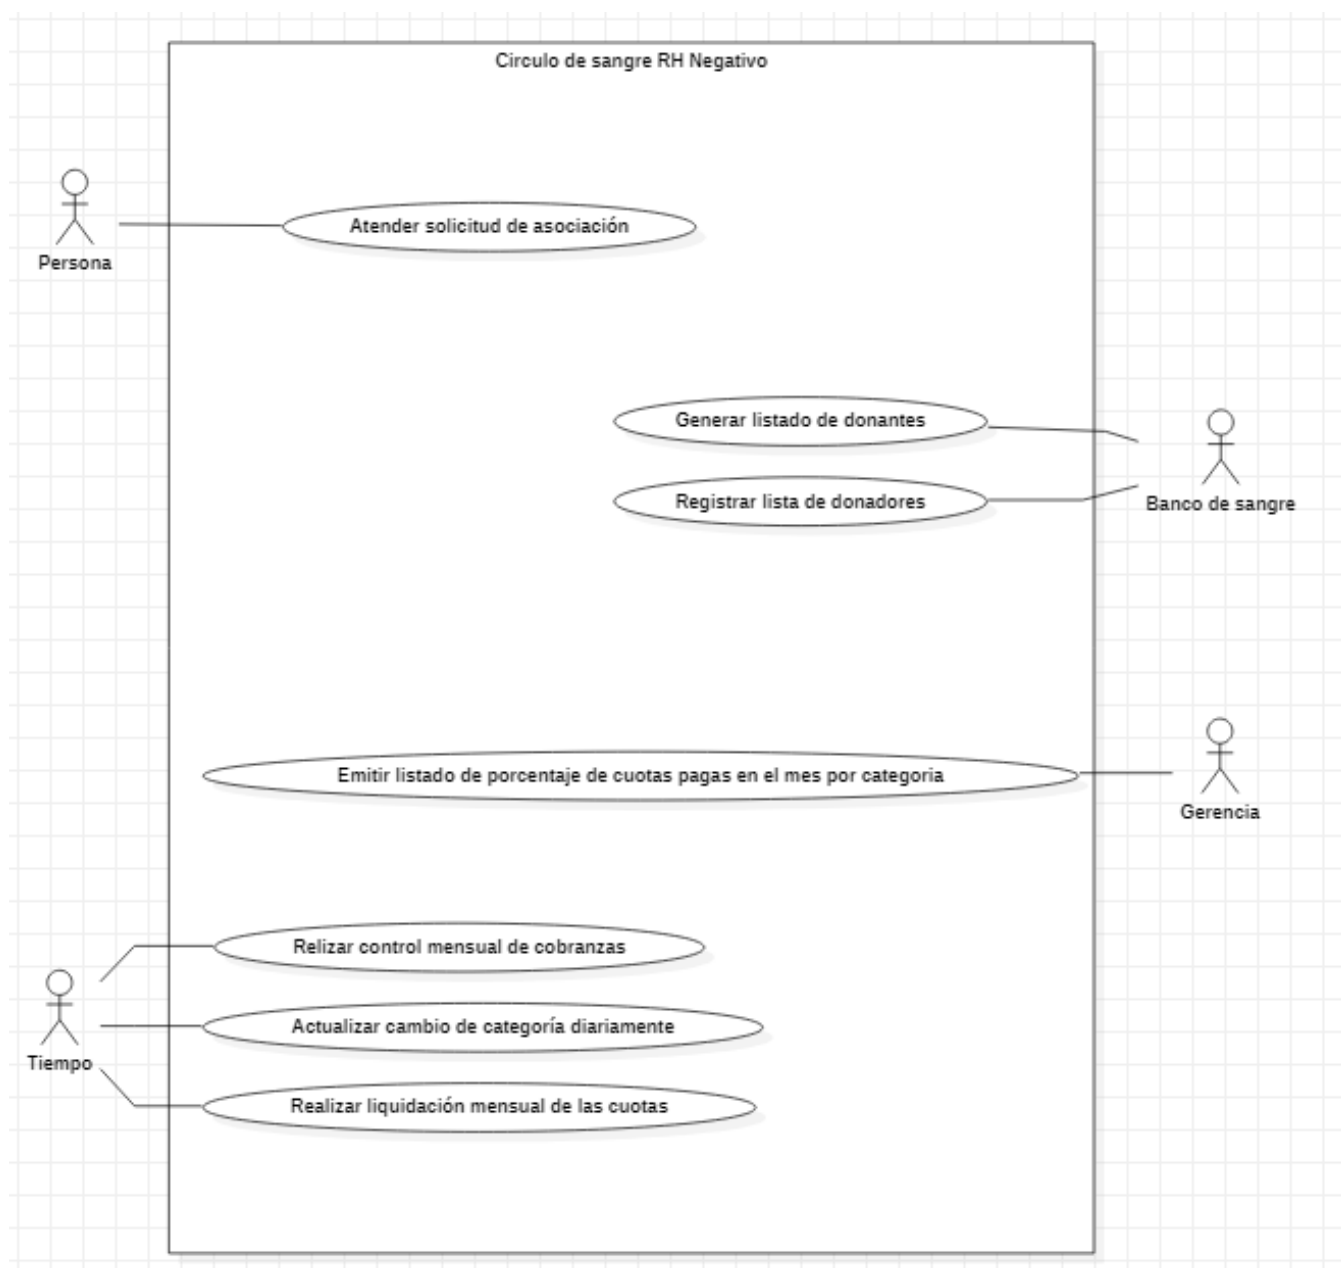 Circulo de sangre RH Negativo
Atender solicitud de asociación
Persona
Generar listado de donantes
Registrar lista de donadores
Banco de sangre
Emitir listado de porcentaje de cuotas pagas en el mes por categoria
Gerencia
Relizar control mensual de cobranzas
Actualizar cambio de categoría diariamente
Tiempo
Realizar liquidación mensual de las cuotas